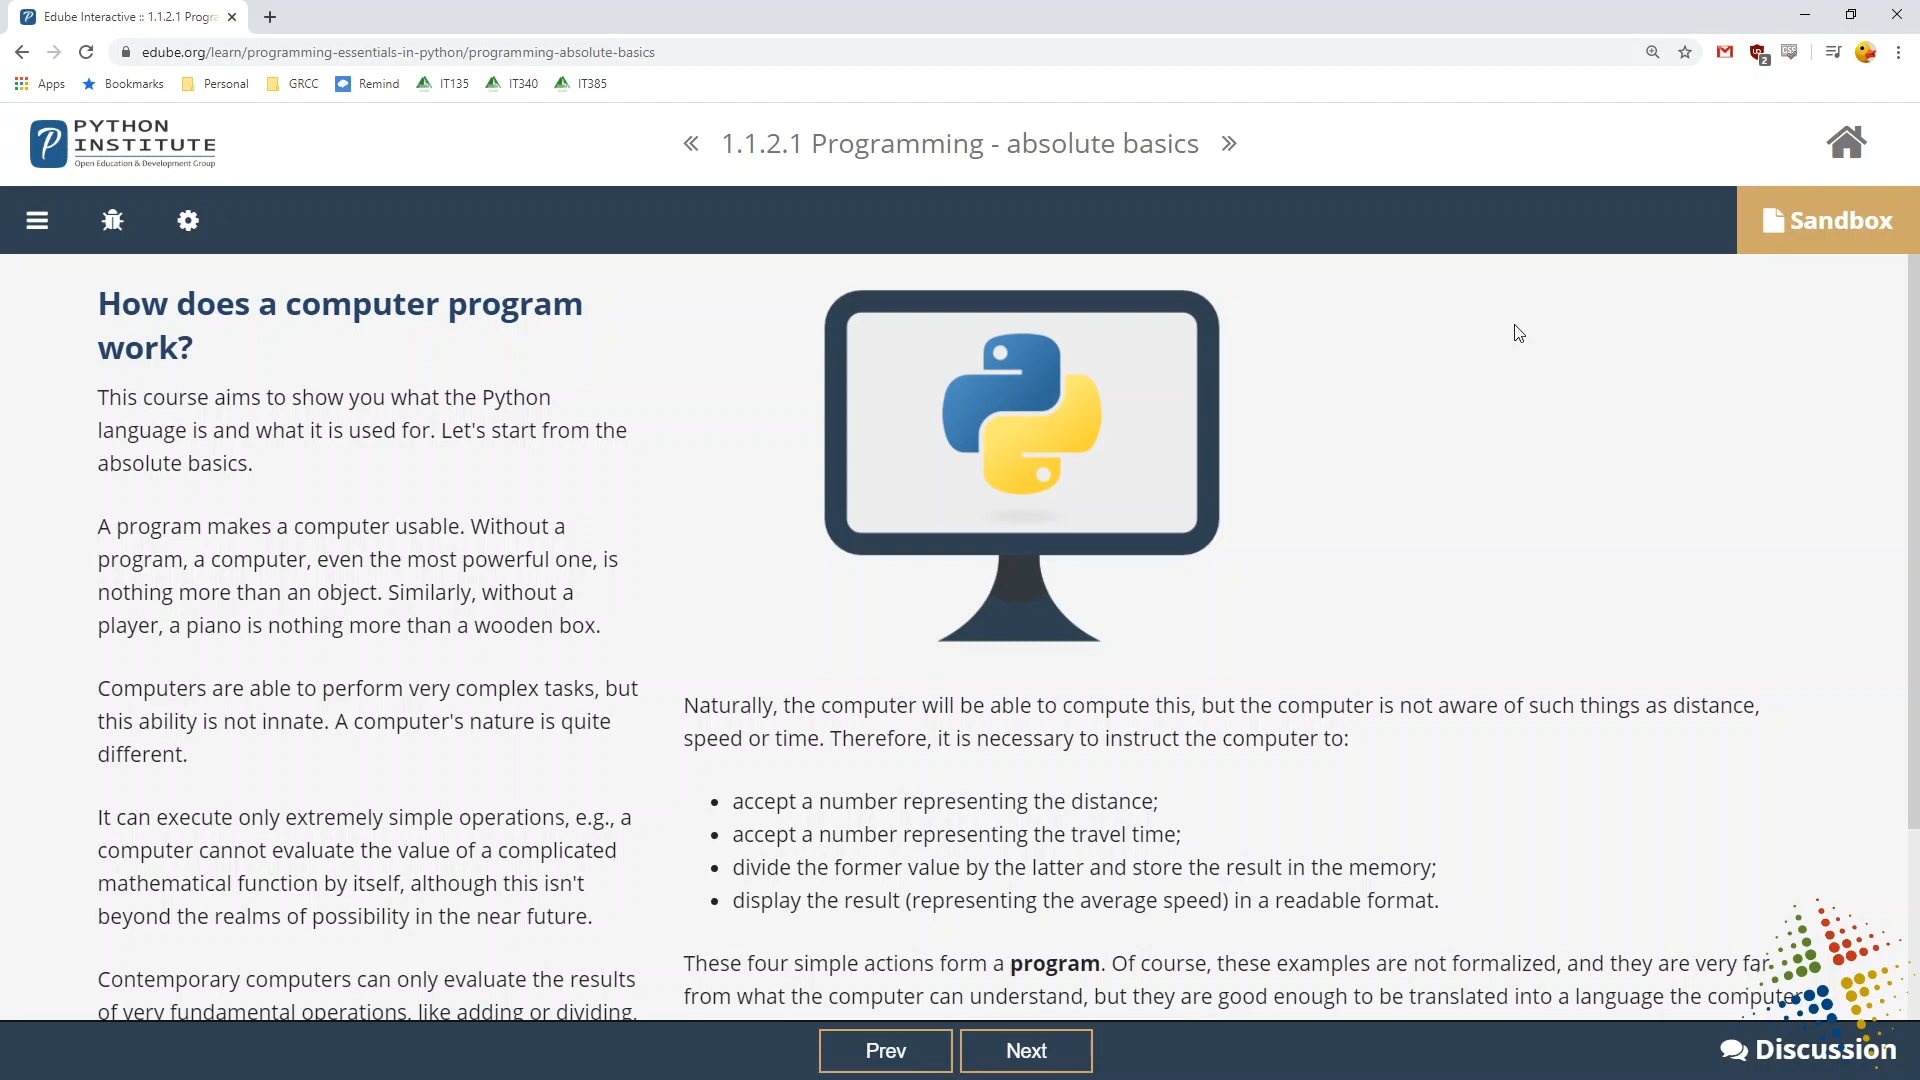 Edube Interactive :: 1.1.2.1 Progra
edube.org/learn/programming-essentials-in-python/programming-absolute-basics
2
Apps Bookmarks Personal GRCC Remind IT135 IT340 IT385
PYTHON
INSTITUTE
Open Education & Development Group
« 1.1.2.1 Programming - absolute basics »
Sandbox
How does a computer program
work?
This course aims to show you what the Python
language is and what it is used for. Let's start from the
absolute basics.
A program makes a computer usable. Without a
program, a computer, even the most powerful one, is
nothing more than an object. Similarly, without a
player, a piano is nothing more than a wooden box.
Computers are able to perform very complex tasks, but
this ability is not innate. A computer's nature is quite
different.
It can execute only extremely simple operations, e.g., a
computer cannot evaluate the value of a complicated
mathematical function by itself, although this isn't
beyond the realms of possibility in the near future.
Contemporary computers can only evaluate the results
of very fundamental operations, like adding or dividing,
Naturally, the computer will be able to compute this, but the computer is not aware of such things as distance,
speed or time. Therefore, it is necessary to instruct the computer to:
• accept a number representing the distance;
• accept a number representing the travel time;
• divide the former value by the latter and store the result in the memory;
• display the result (representing the average speed) in a readable format.
These four simple actions form a program. Of course, these examples are not formalized, and they are very far
from what the computer can understand, but they are good enough to be translated into a language the computer
Prev Next
Discussion